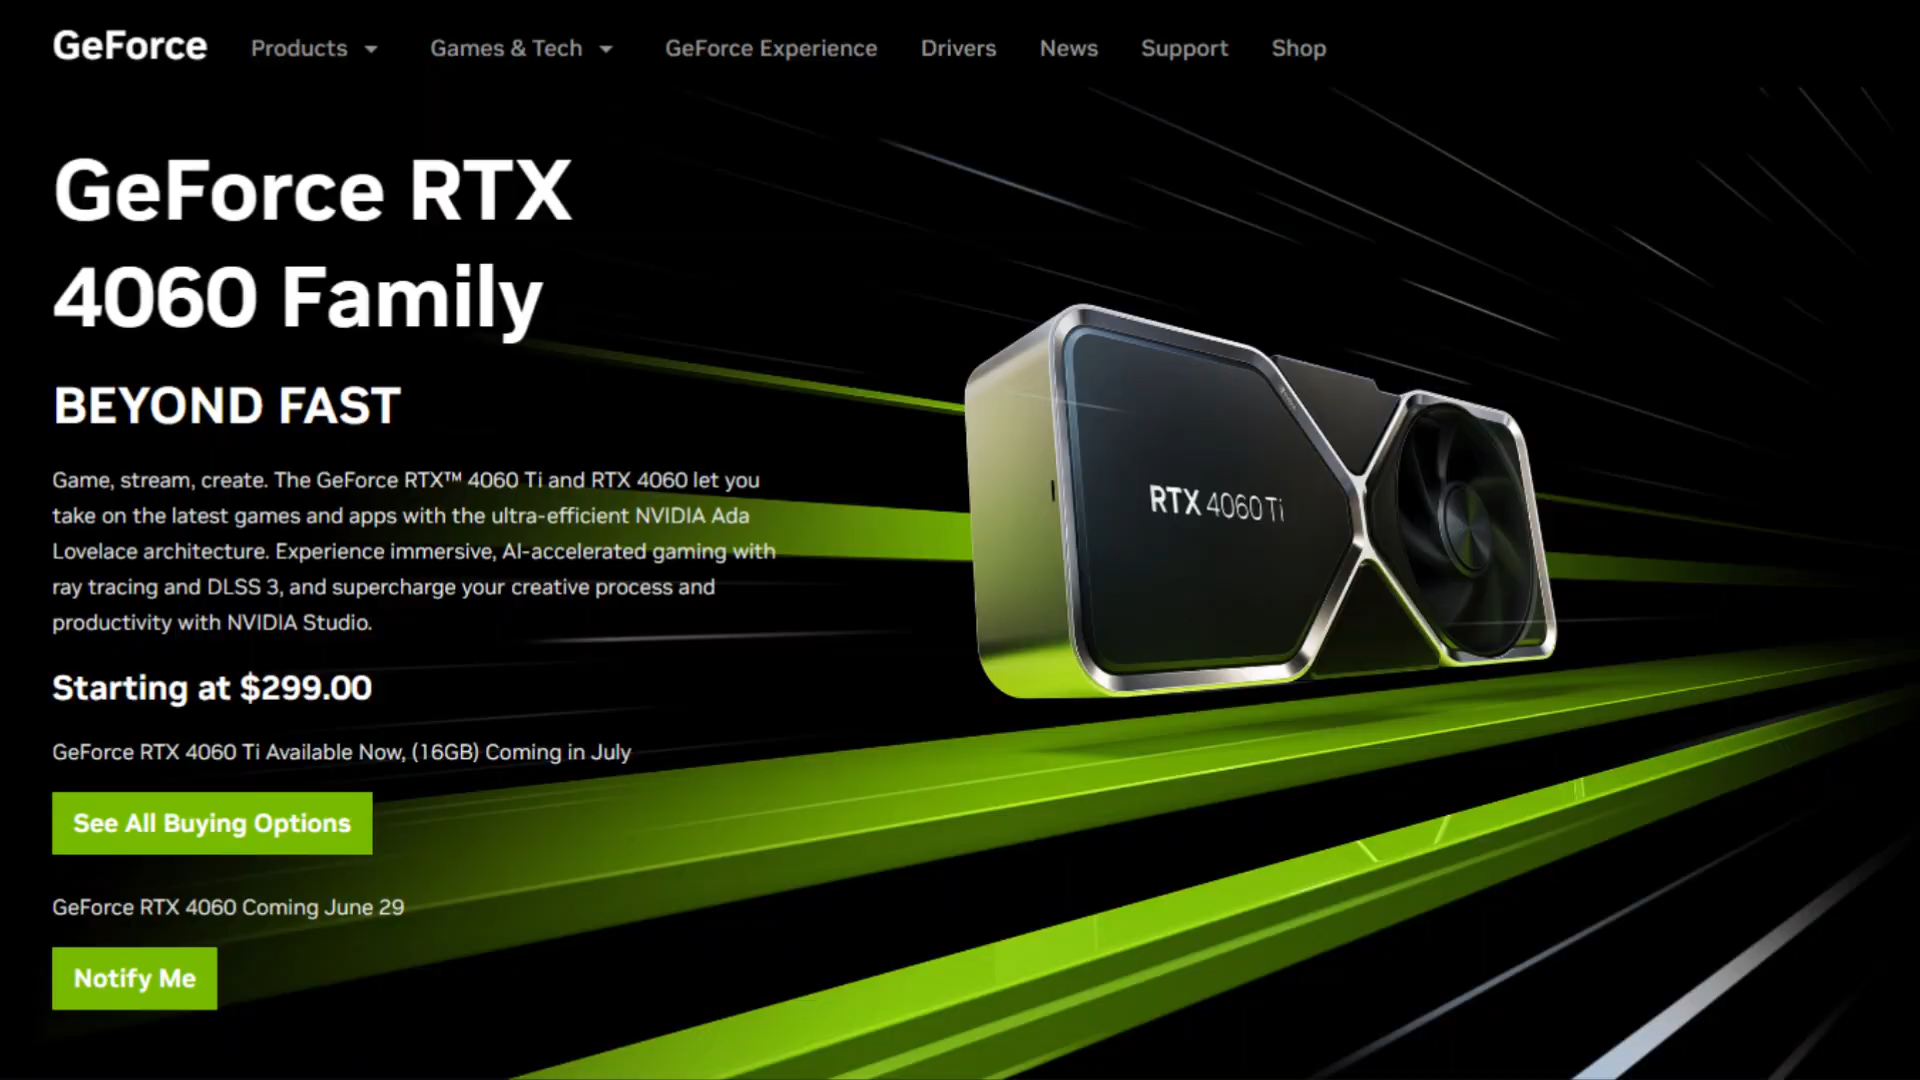 GeForce
Products
Games & Tech
GeForce Experience
Drivers
News
Support
Shop
GeForce RTX
4060 Family
BEYOND FAST
Game, stream, create. The GeForce RTX™ 4060 Ti and RTX 4060 let you
take on the latest games and apps with the ultra-efficient NVIDIA Ada
Lovelace architecture. Experience immersive, AI-accelerated gaming with
ray tracing and DLSS 3, and supercharge your creative process and
productivity with NVIDIA Studio.
Starting at $299.00
GeForce RTX 4060 Ti Available Now, (16GB) Coming in July
See All Buying Options
GeForce RTX 4060 Coming June 29
Notify Me
RTX 4060 Ti